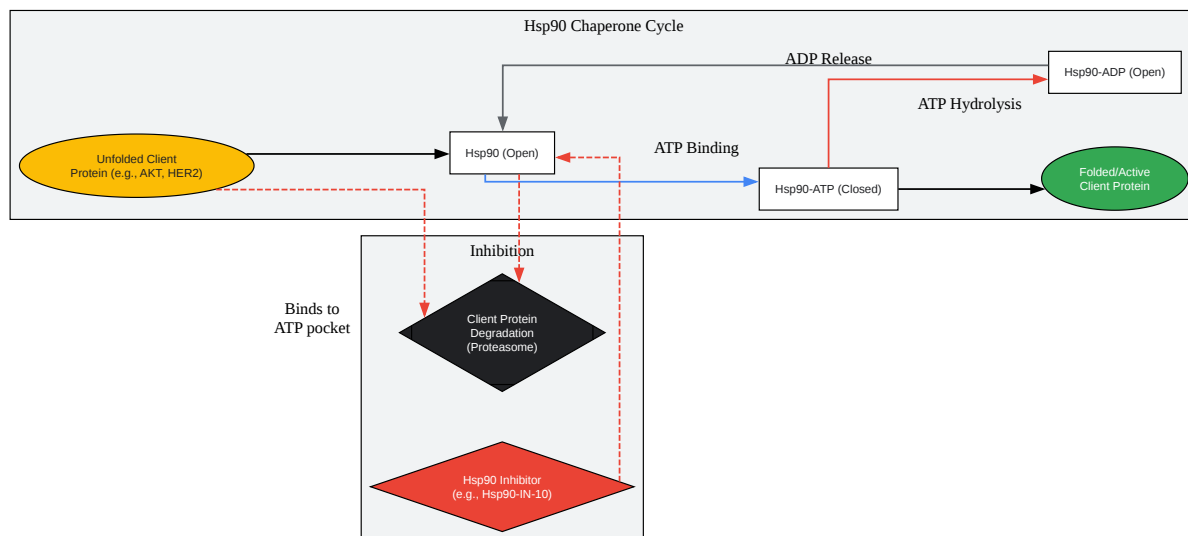 Hsp90 Chaperone Cycle
ADP Release
Hsp90-ADP (Open)
ATP Hydrolysis
Unfolded Client
Protein (e.g., AKT, HER2)
Hsp90 (Open)
ATP Binding
Hsp90-ATP (Closed)
Folded/Active
Client Protein
Inhibition
Binds to
ATP pocket
Client Protein
Degradation
(Proteasome)
Hsp90 Inhibitor
(e.g., Hsp90-IN-10)